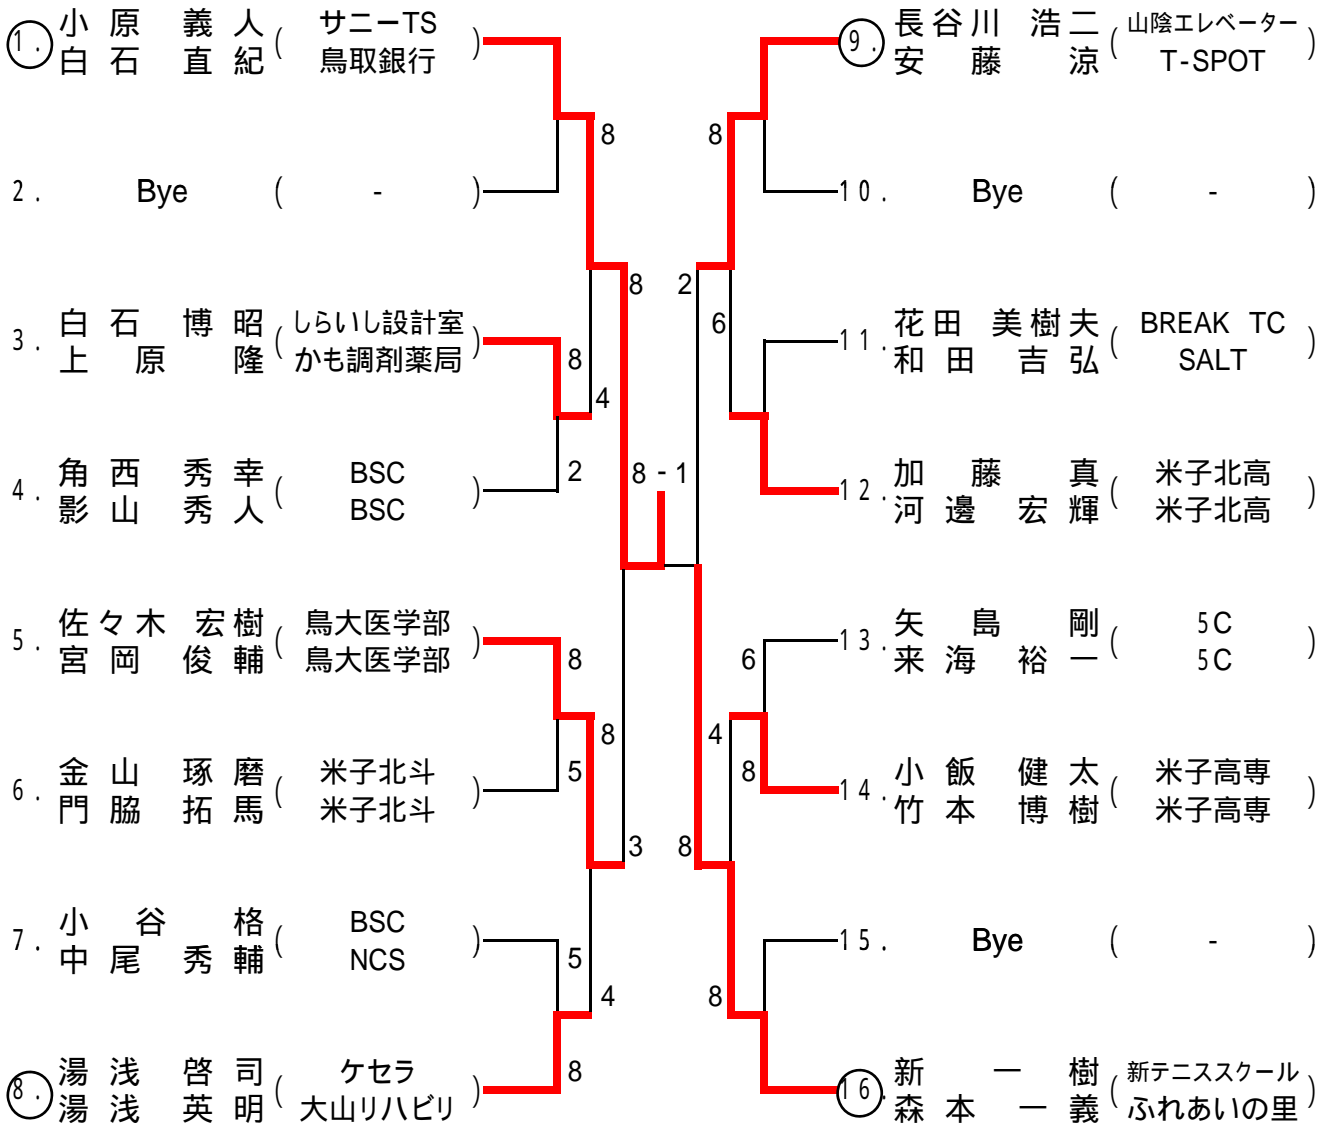 1. 小原 義人 ( サニーTS )
白石 直紀 鳥取銀行
2. Bye ( - )
3. 白石 博昭 ( しらいし設計室 )
上原 隆 かも調剤薬局
4. 角西 秀幸 ( BSC )
影山 秀人 BSC
5. 佐々木 宏樹 ( 鳥大医学部 )
宮岡 俊輔 鳥大医学部
6. 金山 琢磨 ( 米子北斗 )
門脇 拓馬 米子北斗
7. 小谷 格 ( BSC )
中尾 秀輔 NCS
8. 湯浅 啓司 ( ケセラ )
湯浅 英明 大山リハビリ
8
8
8
4
2
8
8
5
3
5
4
8
8 - 1
8
2
6
6
4
8
8
8
9. 長谷川 浩二 ( 山陰エレベーター )
安藤 涼 T-SPOT
10. Bye ( - )
11. 花田 美樹夫 ( BREAK TC )
和田 吉弘 SALT
12. 加藤 真 ( 米子北高 )
河邊 宏輝 米子北高
13. 矢島 剛 ( 5C )
来海 裕一 5C
14. 小飯 健太 ( 米子高専 )
竹本 博樹 米子高専
15. Bye ( - )
16. 新 一樹 ( 新テニススクール )
森本 一義 ふれあいの里